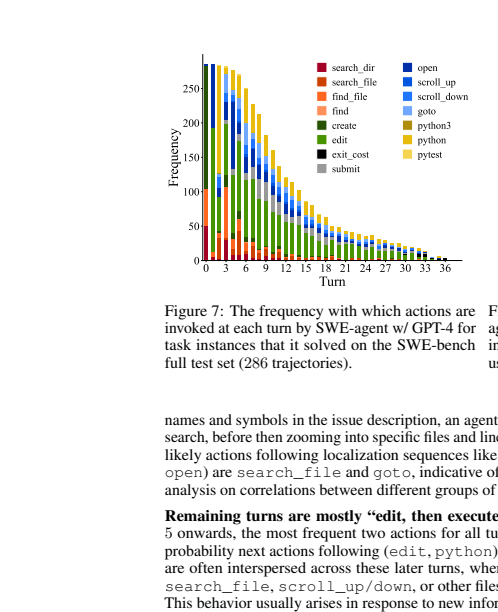 250
200
150
100
50
0
Frequency
search_dir
search_file
find_file
find
create
edit
exit_cost
submit
open
scroll_up
scroll_down
goto
python3
python
pytest
0 3 6 9 12 15 18 21 24 27 30 33 36
Turn
Figure 7: The frequency with which actions are
invoked at each turn by SWE-agent w/ GPT-4 for
task instances that it solved on the SWE-bench
full test set (286 trajectories).
F
ag
in
us
names and symbols in the issue description, an agent
search, before then zooming into specific files and line
likely actions following localization sequences like
open) are search_file and goto, indicative of
analysis on correlations between different groups of
Remaining turns are mostly “edit, then execute
5 onwards, the most frequent two actions for all tu
probability next actions following (edit, python)
are often interspersed across these later turns, whe
search_file, scroll_up/down, or other files
This behavior usually arises in response to new infor